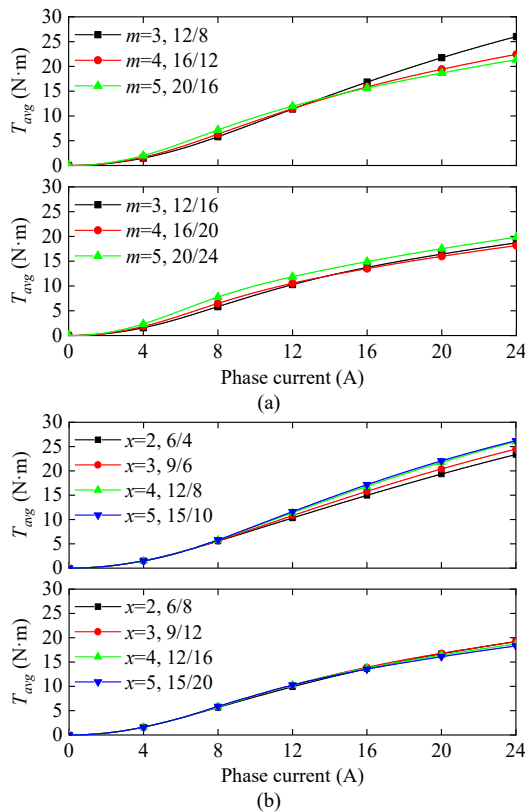 30
25
20
15
10
5
0
T_avg (N·m)
m=3, 12/8
m=4, 16/12
m=5, 20/16
30
25
20
15
10
5
0
T_avg (N·m)
m=3, 12/16
m=4, 16/20
m=5, 20/24
0 4 8 12 16 20 24
Phase current (A)
(a)
30
25
20
15
10
5
0
T_avg (N·m)
x=2, 6/4
x=3, 9/6
x=4, 12/8
x=5, 15/10
30
25
20
15
10
5
0
T_avg (N·m)
x=2, 6/8
x=3, 9/12
x=4, 12/16
x=5, 15/20
0 4 8 12 16 20 24
Phase current (A)
(b)